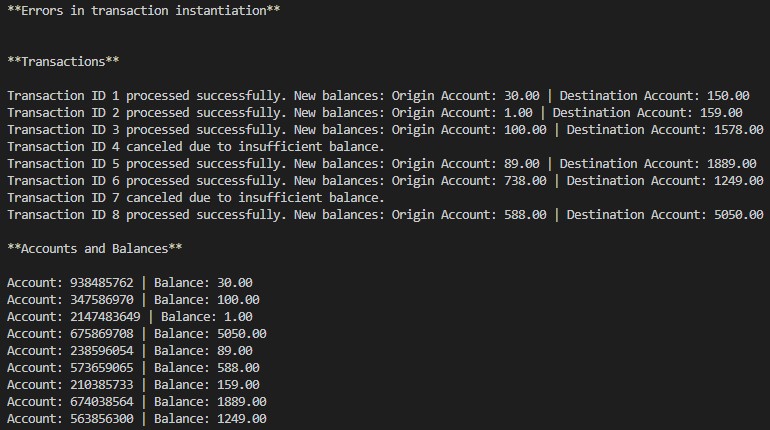 **Errors in transaction instantiation**
**Transactions**
Transaction ID 1 processed successfully. New balances: Origin Account: 30.00 | Destination Account: 150.00
Transaction ID 2 processed successfully. New balances: Origin Account: 1.00 | Destination Account: 159.00
Transaction ID 3 processed successfully. New balances: Origin Account: 100.00 | Destination Account: 1578.00
Transaction ID 4 canceled due to insufficient balance.
Transaction ID 5 processed successfully. New balances: Origin Account: 89.00 | Destination Account: 1889.00
Transaction ID 6 processed successfully. New balances: Origin Account: 738.00 | Destination Account: 1249.00
Transaction ID 7 canceled due to insufficient balance.
Transaction ID 8 processed successfully. New balances: Origin Account: 588.00 | Destination Account: 5050.00
**Accounts and Balances**
Account: 938485762 | Balance: 30.00
Account: 347586970 | Balance: 100.00
Account: 2147483649 | Balance: 1.00
Account: 675869708 | Balance: 5050.00
Account: 238596054 | Balance: 89.00
Account: 573659065 | Balance: 588.00
Account: 210385733 | Balance: 159.00
Account: 674038564 | Balance: 1889.00
Account: 563856300 | Balance: 1249.00